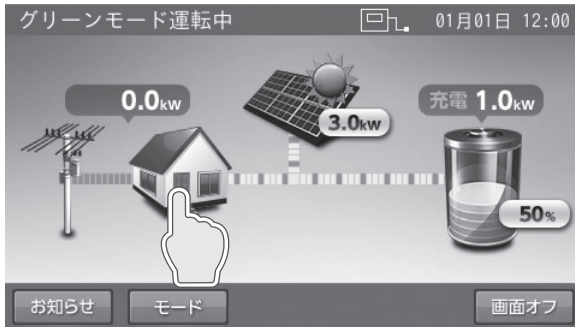 グリーンモード運転中 01月01日 12:00
0.0kw
3.0kw
充電 1.0kw
50%
お知らせ モード 画面オフ